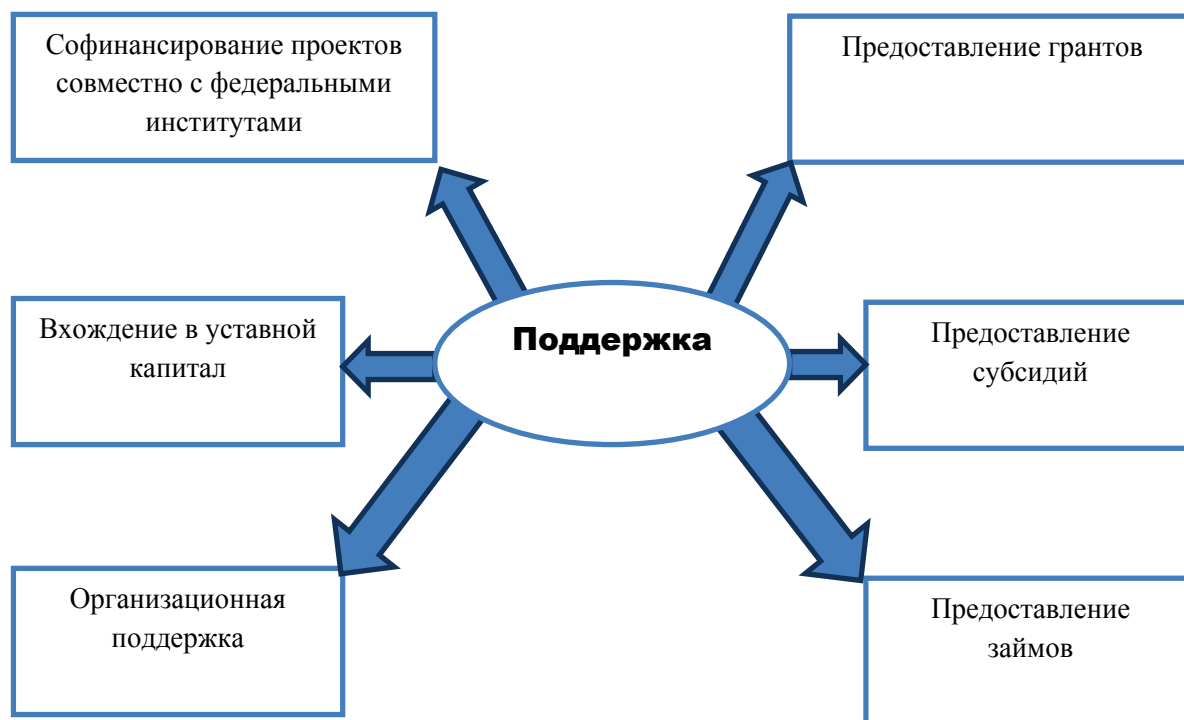 Софинансирование проектов
совместно с федеральными
институтами
Предоставление грантов
Вхождение в уставной
капитал
Поддержка
Предоставление
субсидий
Организационная
поддержка
Предоставление
займов